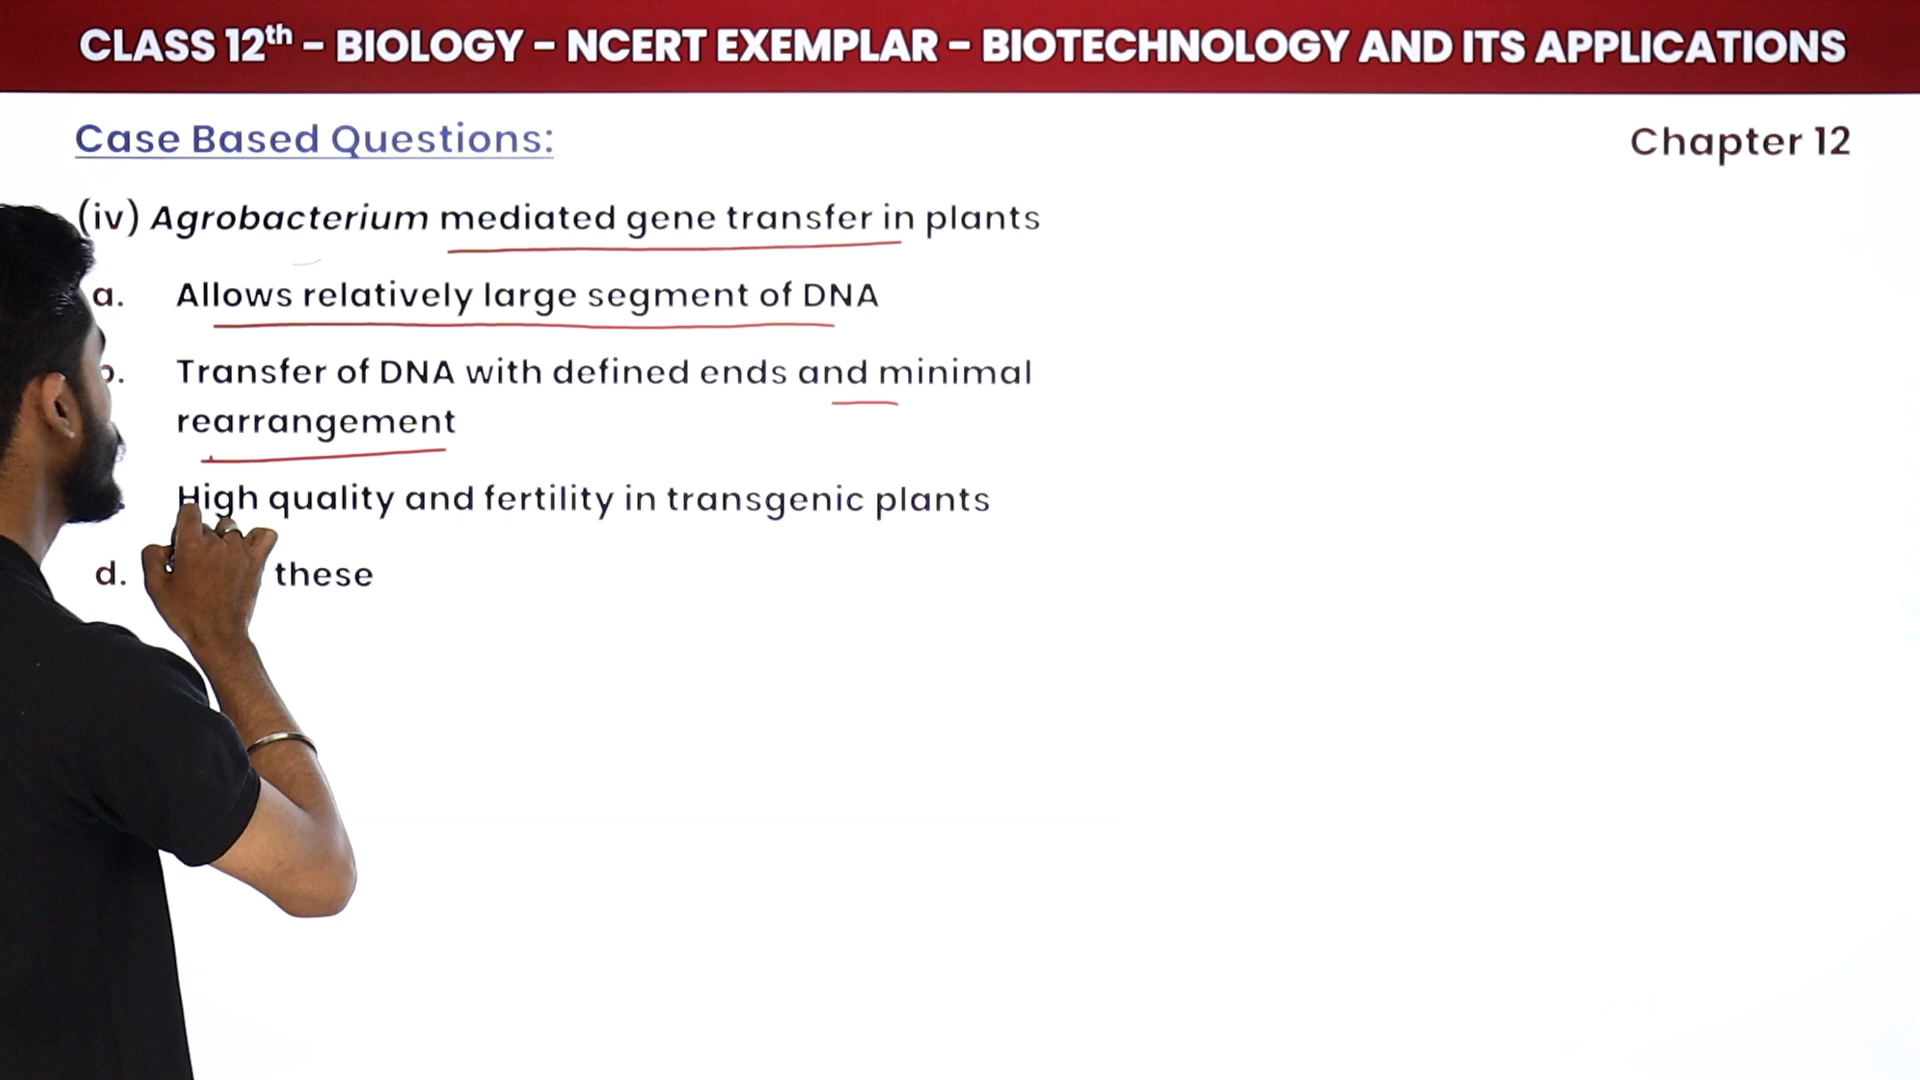 CLASS 12th – BIOLOGY – NCERT EXEMPLAR – BIOTECHNOLOGY AND ITS APPLICATIONS
Case Based Questions:
Chapter 12
(iv) Agrobacterium mediated gene transfer in plants
a. Allows relatively large segment of DNA
Transfer of DNA with defined ends and minimal
rearrangement
High quality and fertility in transgenic plants
d. these